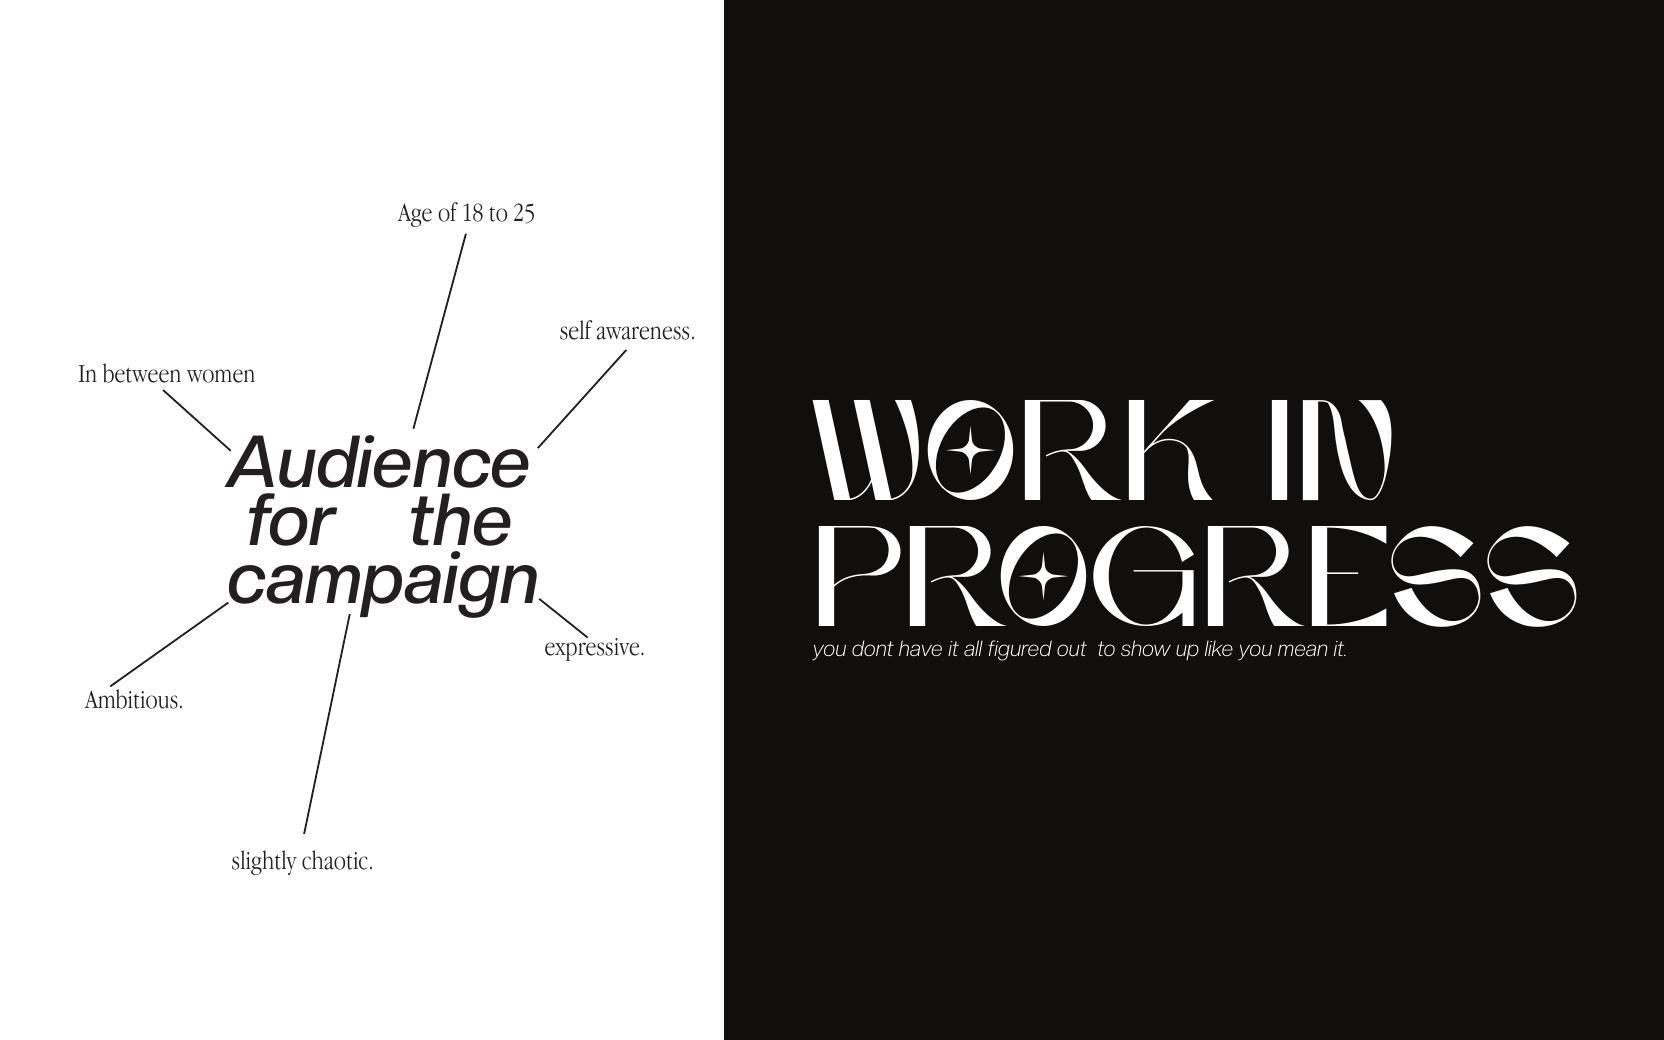 Age of 18 to 25
self awareness.
In between women
Audience
for the
campaign
expressive.
Ambitious.
slightly chaotic.
WORK IN
PROGRESS
you dont have it all figured out to show up like you mean it.